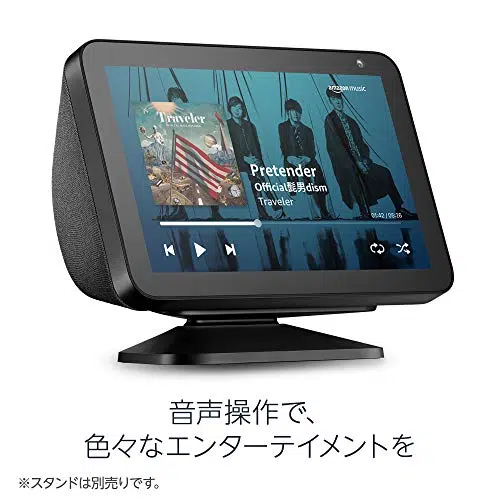 amazon music
Traveler
Pretender
Official髭男dism
Traveler
音声操作で、
色々なエンターテイメントを
※スタンドは別売りです。